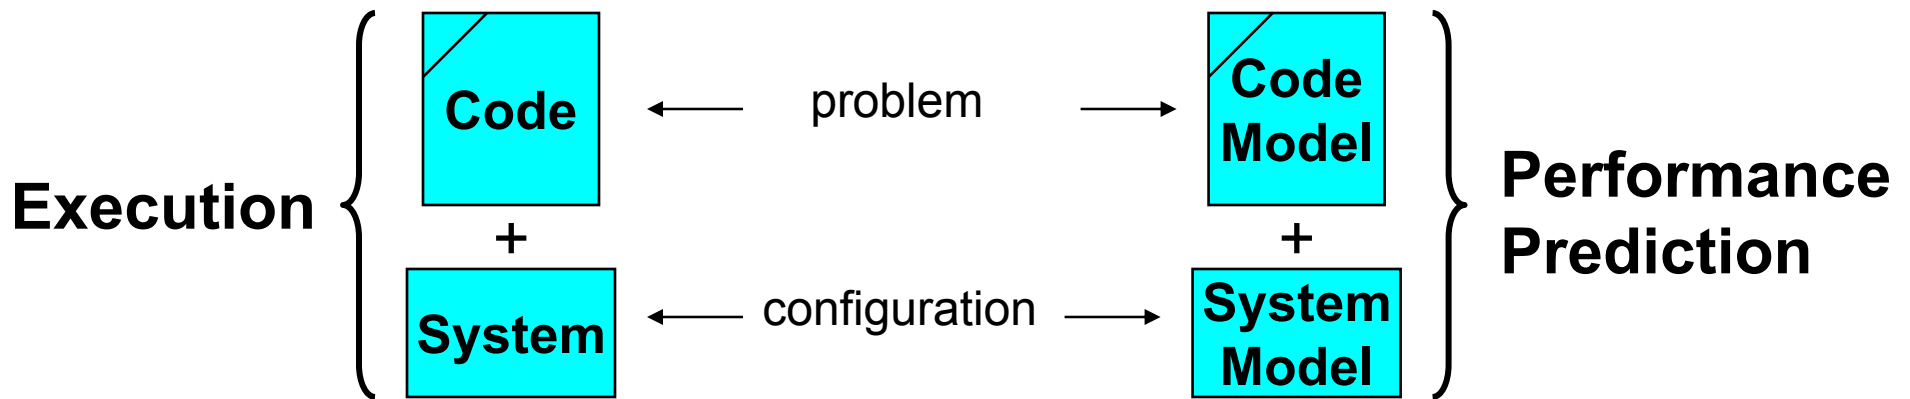 Execution
Code
+
System
problem
configuration
Code
Model
+
System
Model
Performance
Prediction